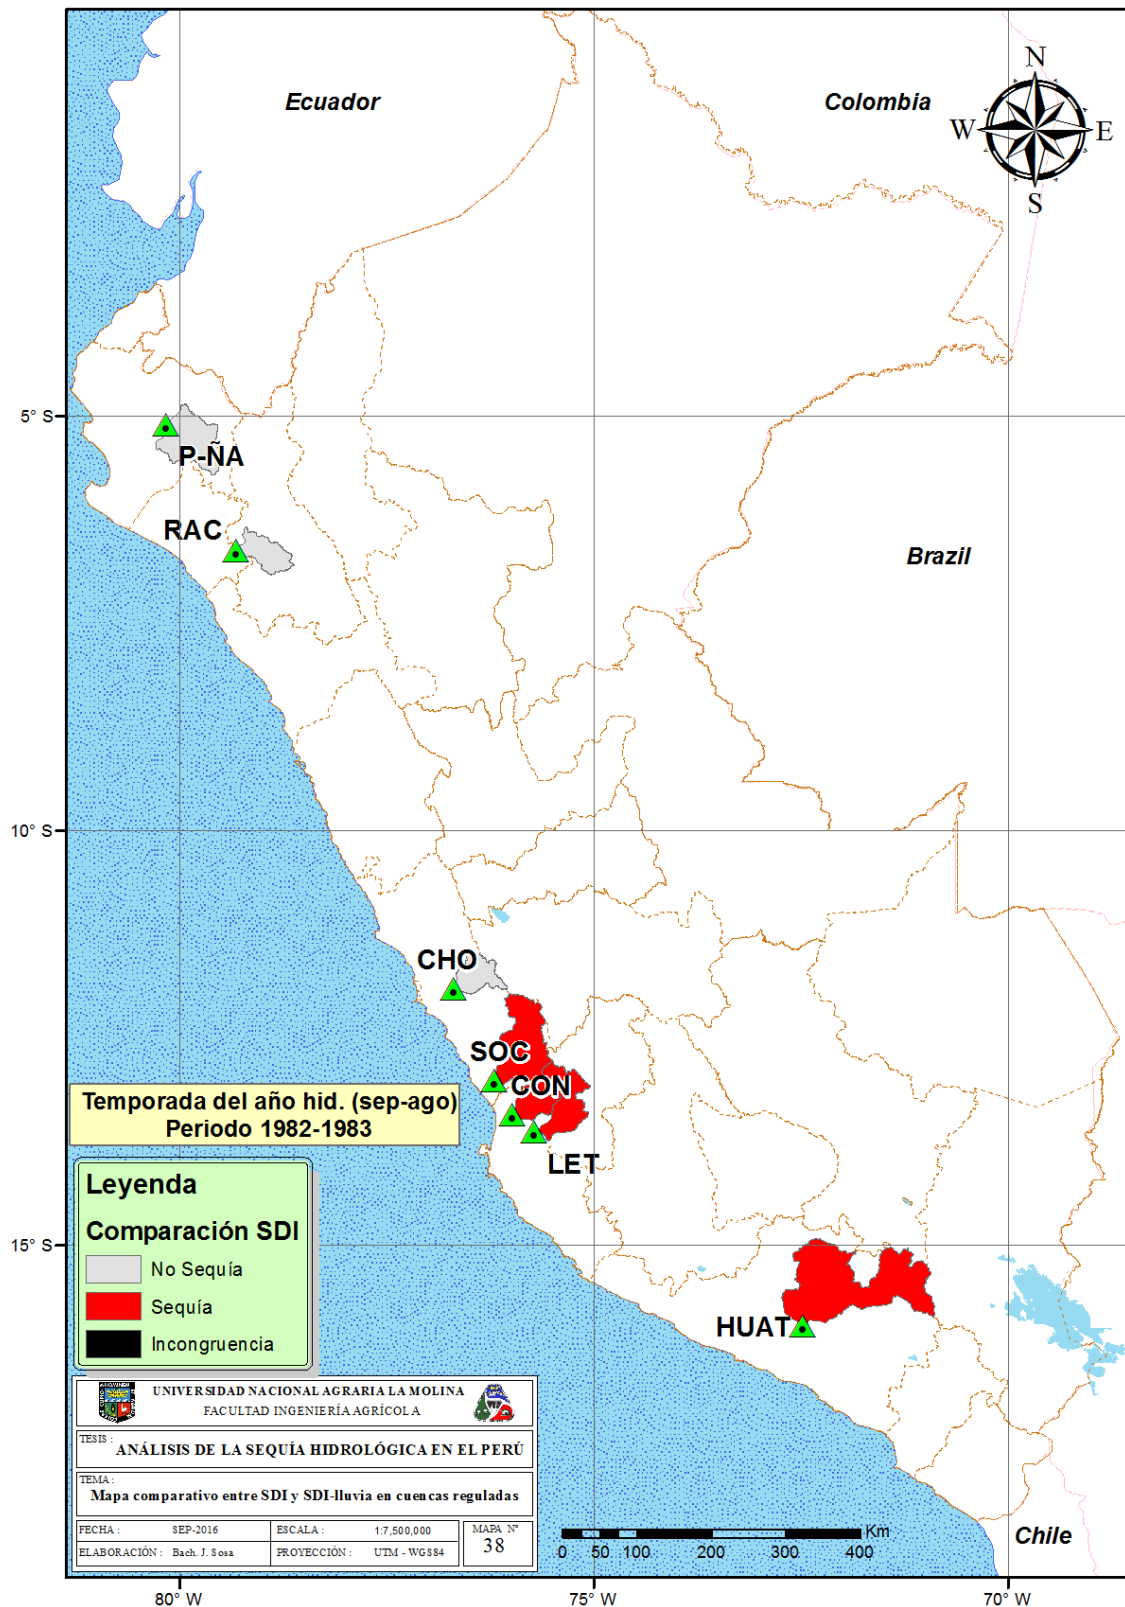 Ecuador
Colombia
N
W
E
S
5° S
P-ÑA
RAC
Brazil
10° S
CHO
SOC
CON
LET
Temporada del año hid. (sep-ago)
Periodo 1982-1983
Leyenda
Comparación SDI
No Sequía
Sequía
Incongruencia
15° S
HUAT
UNIVERSIDAD NACIONAL AGRARIA LA MOLINA
FACULTAD INGENIERÍA AGRÍCOLA
TESIS : ANÁLISIS DE LA SEQUÍA HIDROLÓGICA EN EL PERÚ
TEMA :
Mapa comparativo entre SDI y SDI-lluvia en cuencas reguladas
FECHA : SEP-2016 ESCALA : 1:7,500,000 MAPA N°
38
ELABORACIÓN : Bach. J. Sosa PROYECCIÓN : UTM - WGS84
Km
0 50 100 200 300 400
Chile
80° W 75° W 70° W